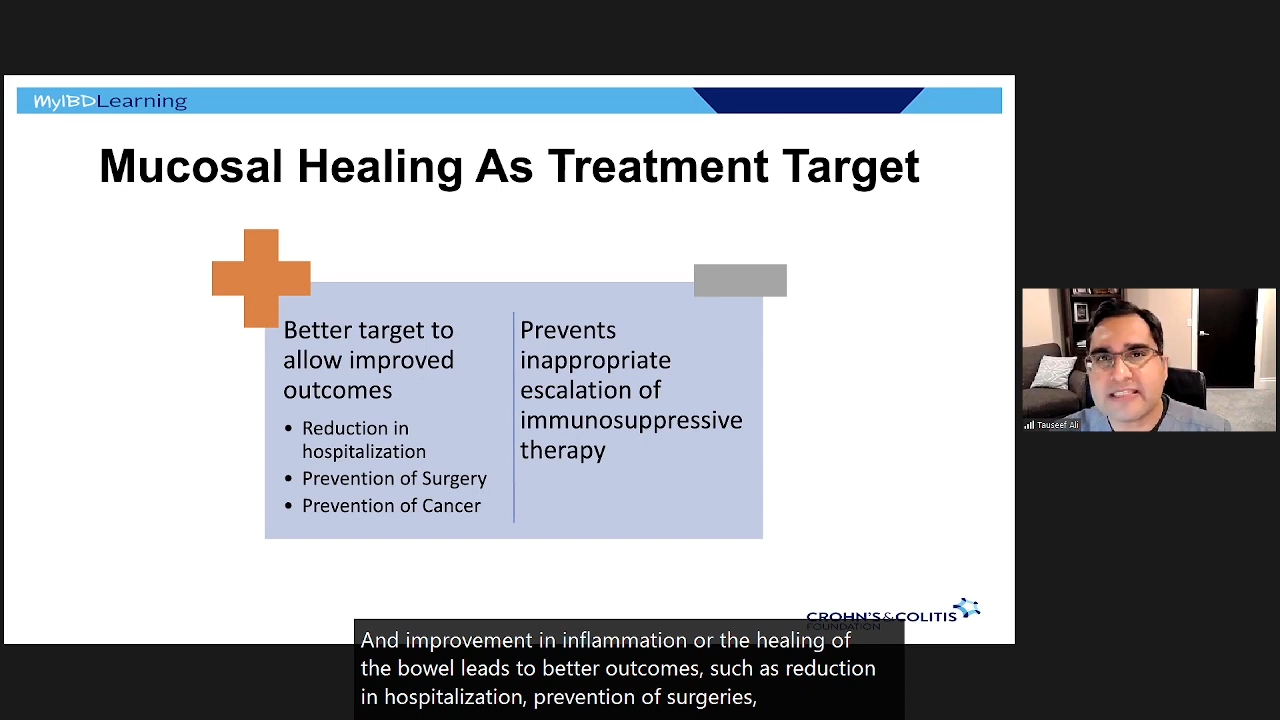 MyIBDLearning
Mucosal Healing As Treatment Target
Better target to
allow improved
outcomes
• Reduction in
hospitalization
• Prevention of Surgery
• Prevention of Cancer
Prevents
inappropriate
escalation of
immunosuppressive
therapy
Tauseef Ali
CROHN'S & COLITIS
FOUNDATION
And improvement in inflammation or the healing of
the bowel leads to better outcomes, such as reduction
in hospitalization, prevention of surgeries,